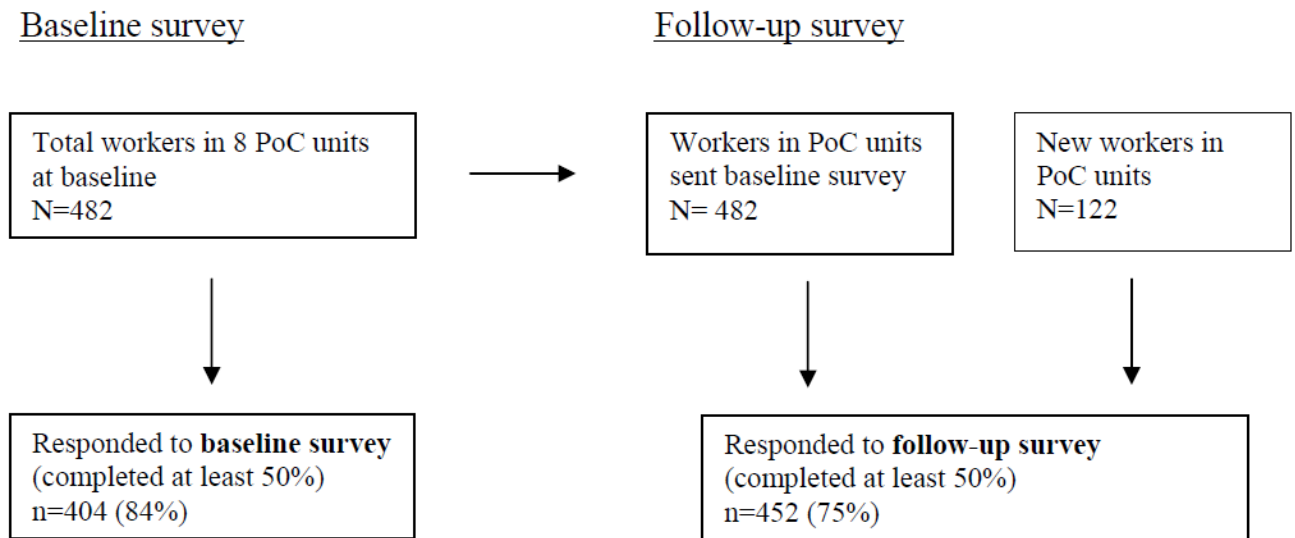 Baseline survey
Follow-up survey
Total workers in 8 PoC units
at baseline
N=482
Workers in PoC units
sent baseline survey
N= 482
New workers in
PoC units
N=122
Responded to baseline survey
(completed at least 50%)
n=404 (84%)
Responded to follow-up survey
(completed at least 50%)
n=452 (75%)